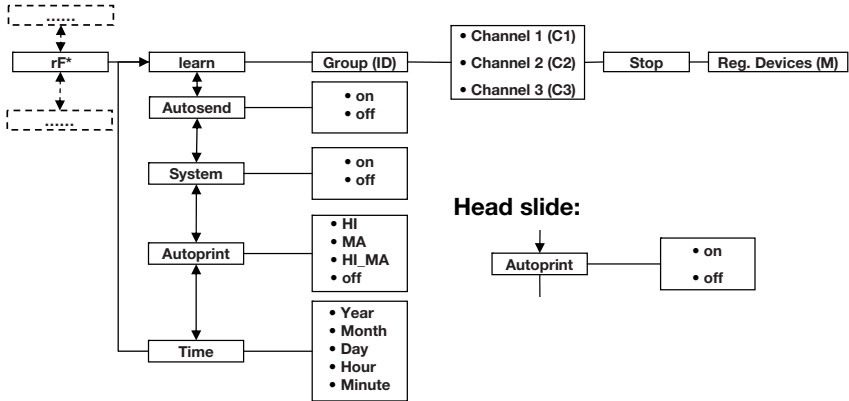 ......
rF*
......
learn
Group (ID)
• Channel 1 (C1)
• Channel 2 (C2)
• Channel 3 (C3)
Stop
Reg. Devices (M)
Autosend
• on
• off
System
• on
• off
Autoprint
• HI
• MA
• HI_MA
• off
Time
• Year
• Month
• Day
• Hour
• Minute
Head slide:
Autoprint
• on
• off